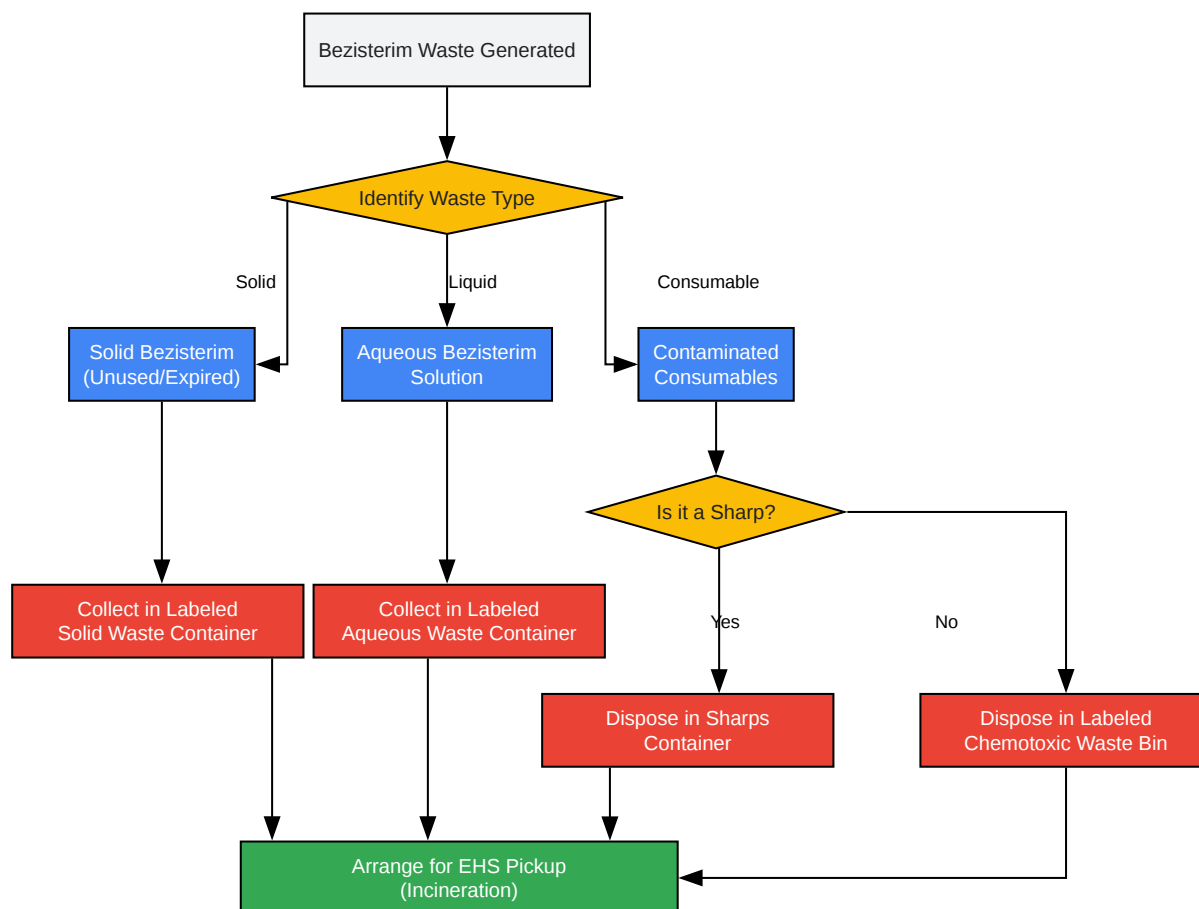 Bezisterim Waste Generated
Identify Waste Type
Solid
Liquid
Consumable
Solid Bezisterim
(Unused/Expired)
Aqueous Bezisterim
Solution
Contaminated
Consumables
Is it a Sharp?
Collect in Labeled
Solid Waste Container
Collect in Labeled
Aqueous Waste Container
Yes
No
Dispose in Sharps
Container
Dispose in Labeled
Chemotoxic Waste Bin
Arrange for EHS Pickup
(Incineration)